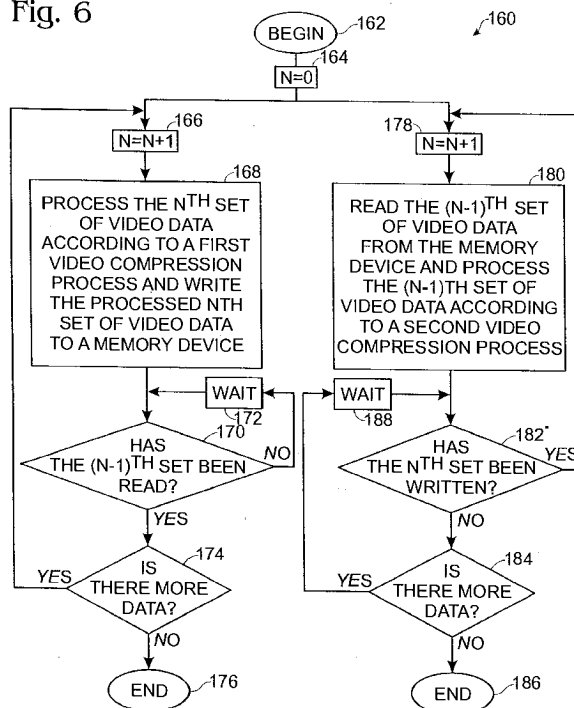 Fig. 6
BEGIN
162
160
164
N=0
166
N=N+1
168
PROCESS THE NTH SET
OF VIDEO DATA
ACCORDING TO A FIRST
VIDEO COMPRESSION
PROCESS AND WRITE
THE PROCESSED NTH
SET OF VIDEO DATA
TO A MEMORY DEVICE
WAIT
172
170
HAS
THE (N-1)TH SET BEEN
READ?
NO
YES
174
IS
THERE MORE
DATA?
YES
NO
END
176
178
N=N+1
180
READ THE (N-1)TH SET
OF VIDEO DATA
FROM THE MEMORY
DEVICE AND PROCESS
THE (N-1)TH SET OF
VIDEO DATA ACCORDING
TO A SECOND VIDEO
COMPRESSION PROCESS
WAIT
188
182
HAS
THE NTH SET BEEN
WRITTEN?
YES
NO
184
IS
THERE MORE
DATA?
YES
NO
END
186